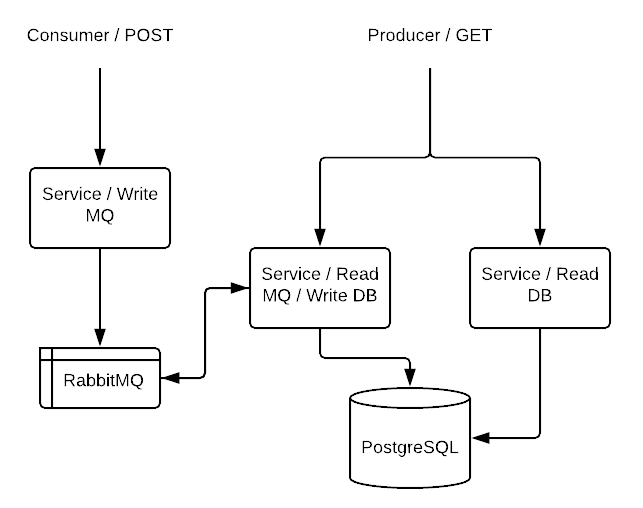 Consumer / POST
Producer / GET
Service / Write
MQ
Service / Read
MQ / Write DB
Service / Read
DB
RabbitMQ
PostgreSQL